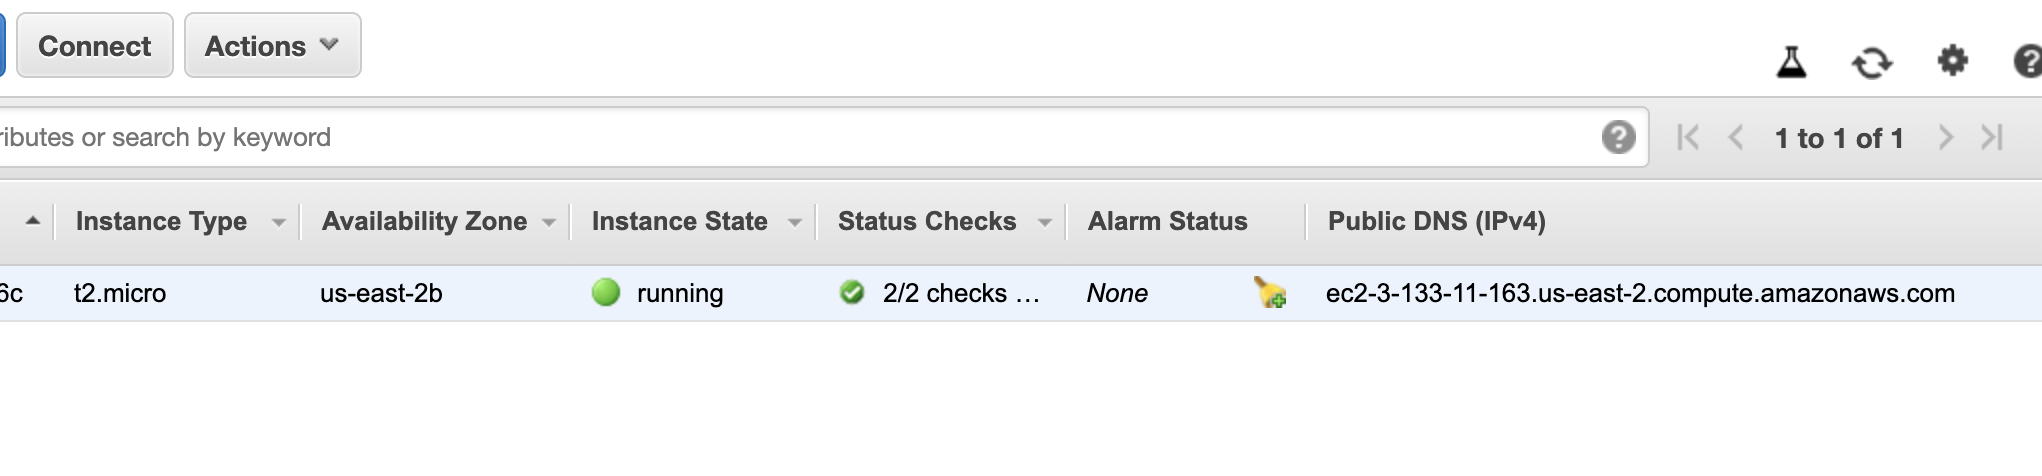 Connect Actions
ributes or search by keyword 1 to 1 of 1
Instance Type Availability Zone Instance State Status Checks Alarm Status Public DNS (IPv4)
6c t2.micro us-east-2b running 2/2 checks ... None ec2-3-133-11-163.us-east-2.compute.amazonaws.com